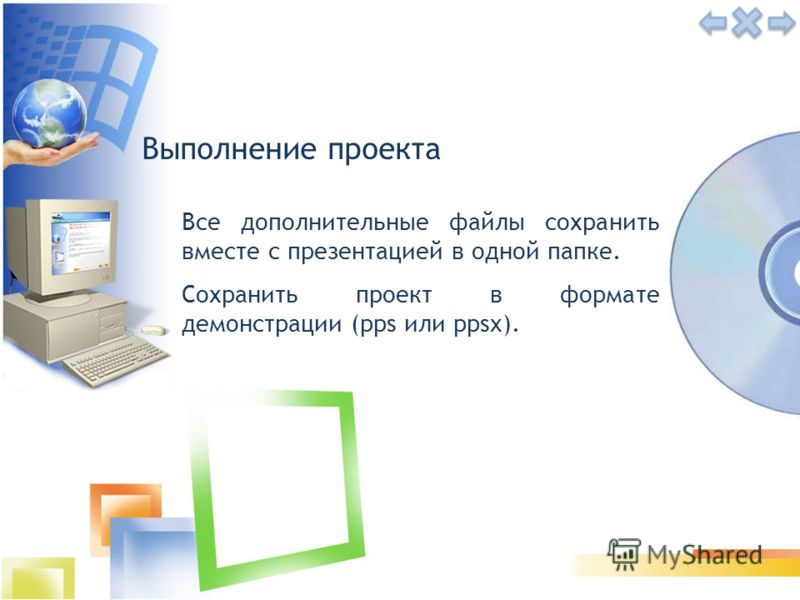 Выполнение проекта
Все дополнительные файлы сохранить
вместе с презентацией в одной папке.
Сохранить проект в формате
демонстрации (pps или ppsx).
MyShared